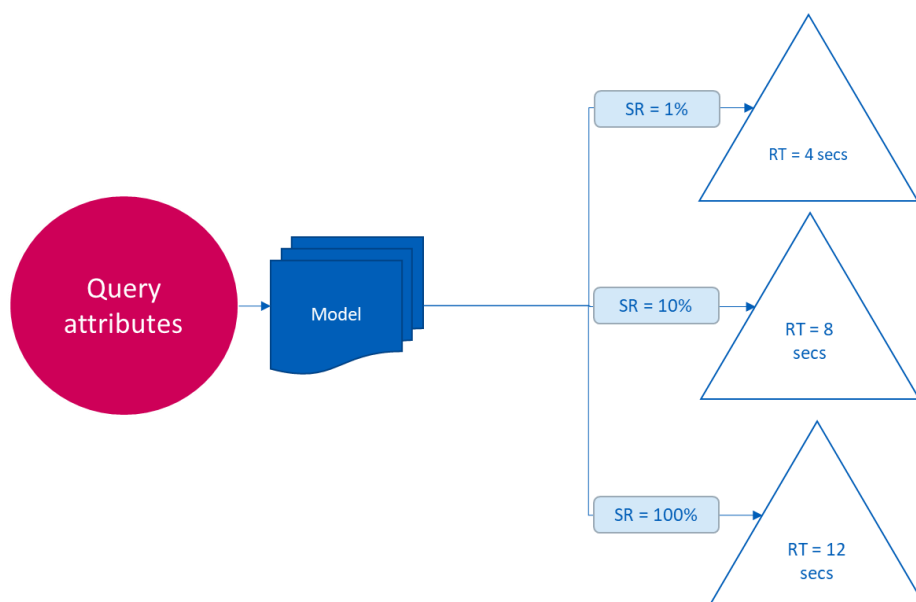 Query
attributes
Model
SR = 1%
RT = 4 secs
SR = 10%
RT = 8
secs
SR = 100%
RT = 12
secs